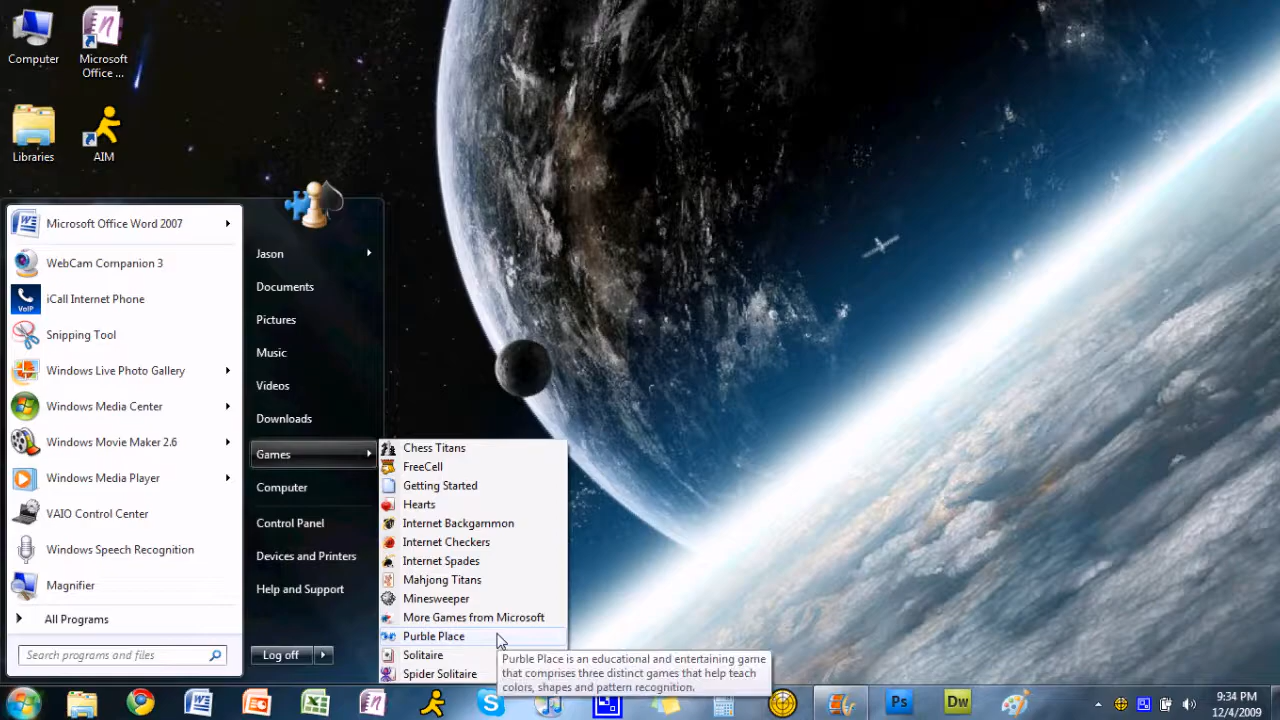 Computer
Microsoft
Office ...
Libraries
AIM
Microsoft Office Word 2007
WebCam Companion 3
VoIP
iCall Internet Phone
Snipping Tool
Windows Live Photo Gallery
Windows Media Center
Windows Movie Maker 2.6
Windows Media Player
VAIO Control Center
Windows Speech Recognition
Magnifier
All Programs
Search programs and files
Jason
Documents
Pictures
Music
Videos
Downloads
Games
Computer
Control Panel
Devices and Printers
Help and Support
Log off
Chess Titans
FreeCell
Getting Started
Hearts
Internet Backgammon
Internet Checkers
Internet Spades
Mahjong Titans
Minesweeper
More Games from Microsoft
Purble Place
Solitaire
Spider Solitaire
Purble Place is an educational and entertaining game
that comprises three distinct games that help teach
colors, shapes and pattern recognition.
Ps
Dw
9:34 PM
12/4/2009